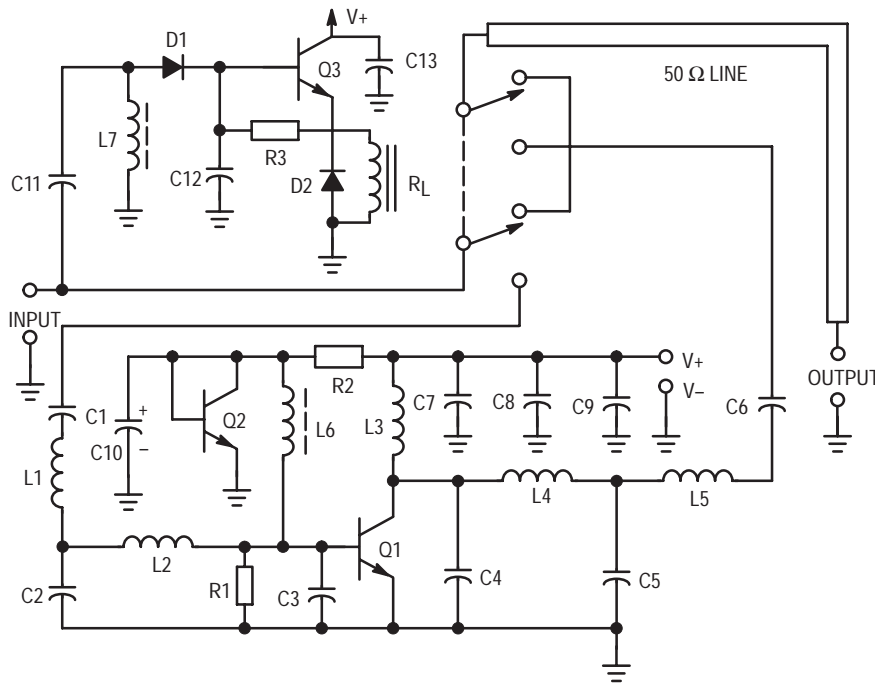 V+
D1
Q3
C13
50 Ω LINE
L7
R3
C11
C12
D2
RL
INPUT
V+
R2
V–
OUTPUT
C1
+
Q2
L6
L3
C7
C8
C9
C6
C10
–
L1
L4
L5
L2
Q1
C2
R1
C3
C4
C5